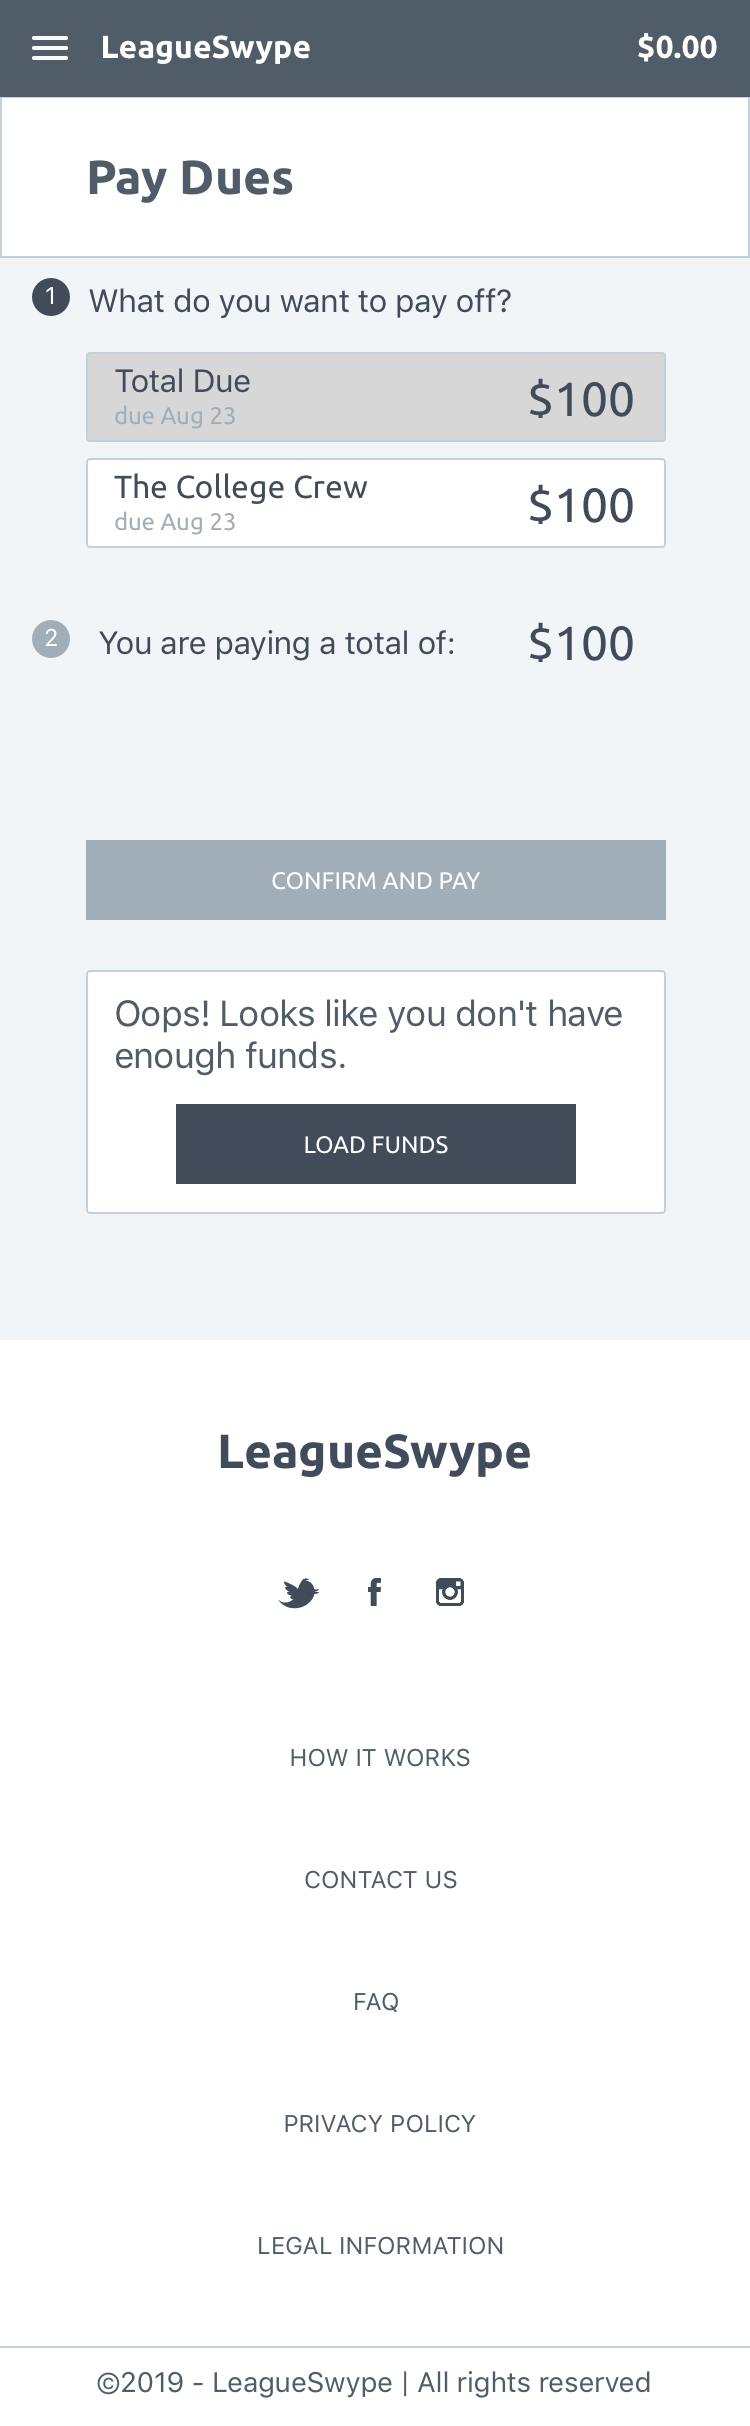 LeagueSwype
$0.00
Pay Dues
1 What do you want to pay off?
Total Due
due Aug 23
$100
The College Crew
due Aug 23
$100
2 You are paying a total of: $100
CONFIRM AND PAY
Oops! Looks like you don't have
enough funds.
LOAD FUNDS
LeagueSwype
HOW IT WORKS
CONTACT US
FAQ
PRIVACY POLICY
LEGAL INFORMATION
©2019 - LeagueSwype | All rights reserved